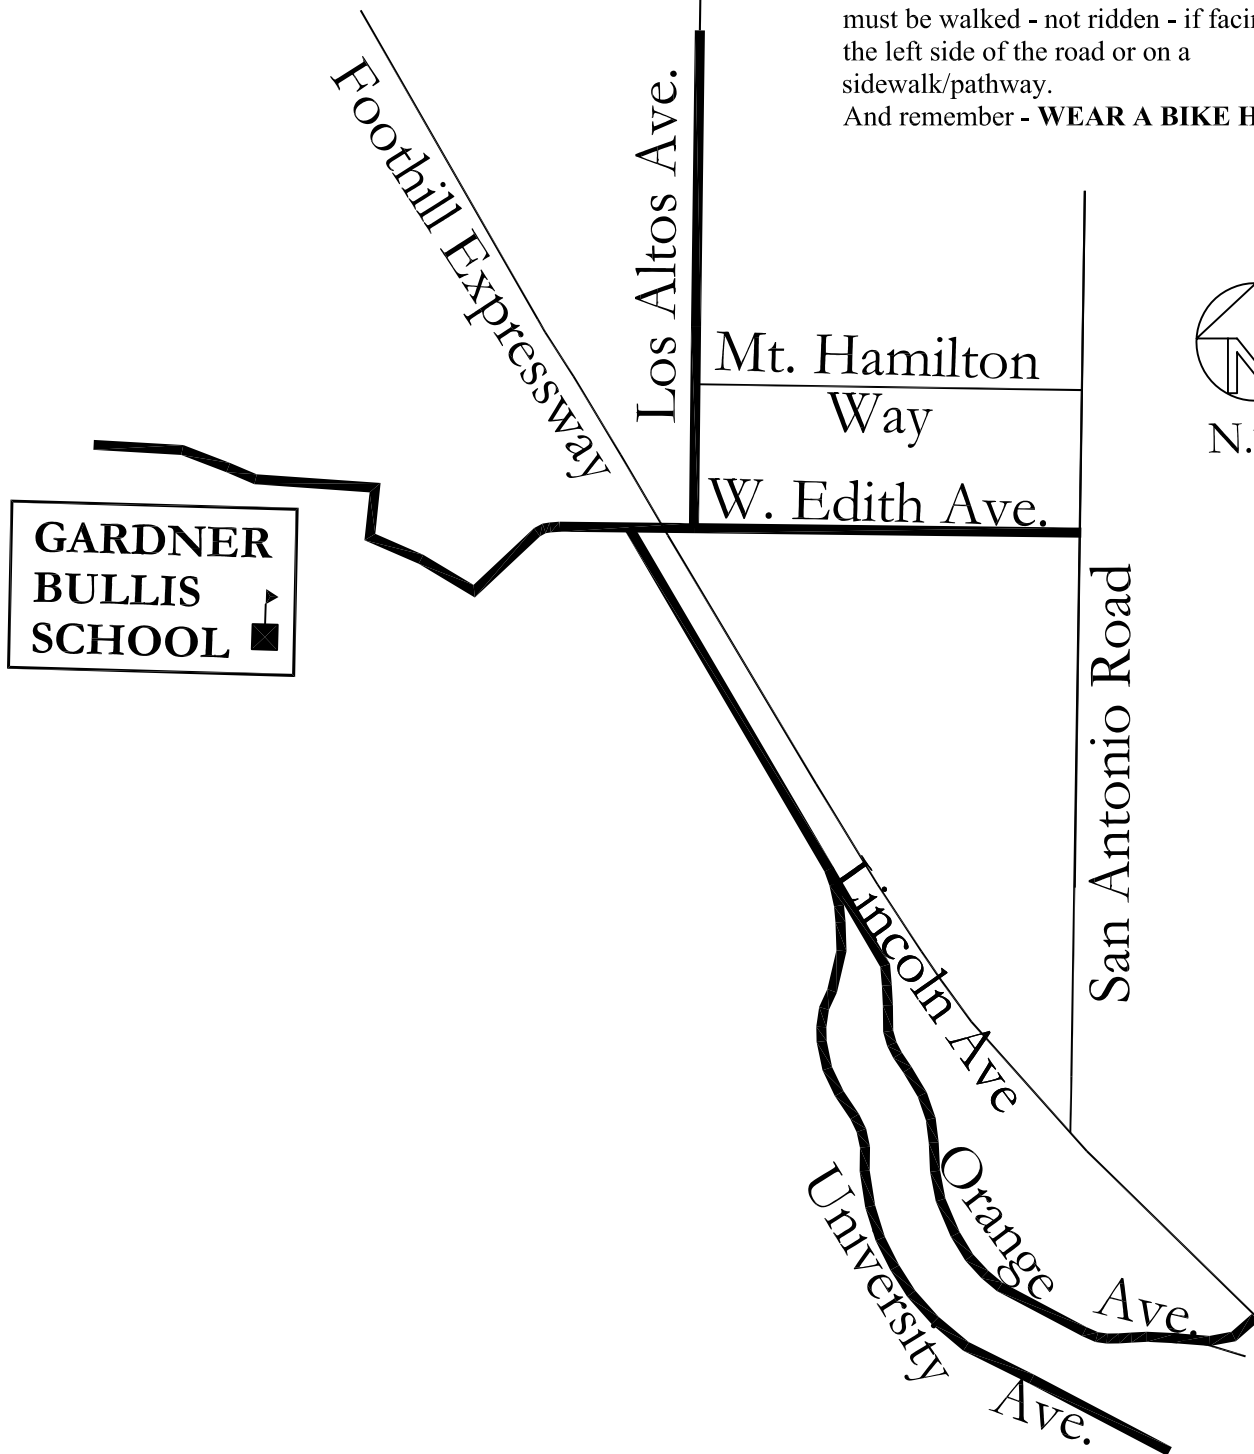 must be walked - not ridden - if
the left side of the road or on a
sidewalk/pathway.
And remember - WEAR A BIKE
Foothill Expressway
Los Altos Ave.
Mt. Hamilton
Way
W. Edith Ave.
N
GARDNER
BULLIS
SCHOOL
San Antonio Road
Lincoln Ave
Orange Ave.
University Ave.